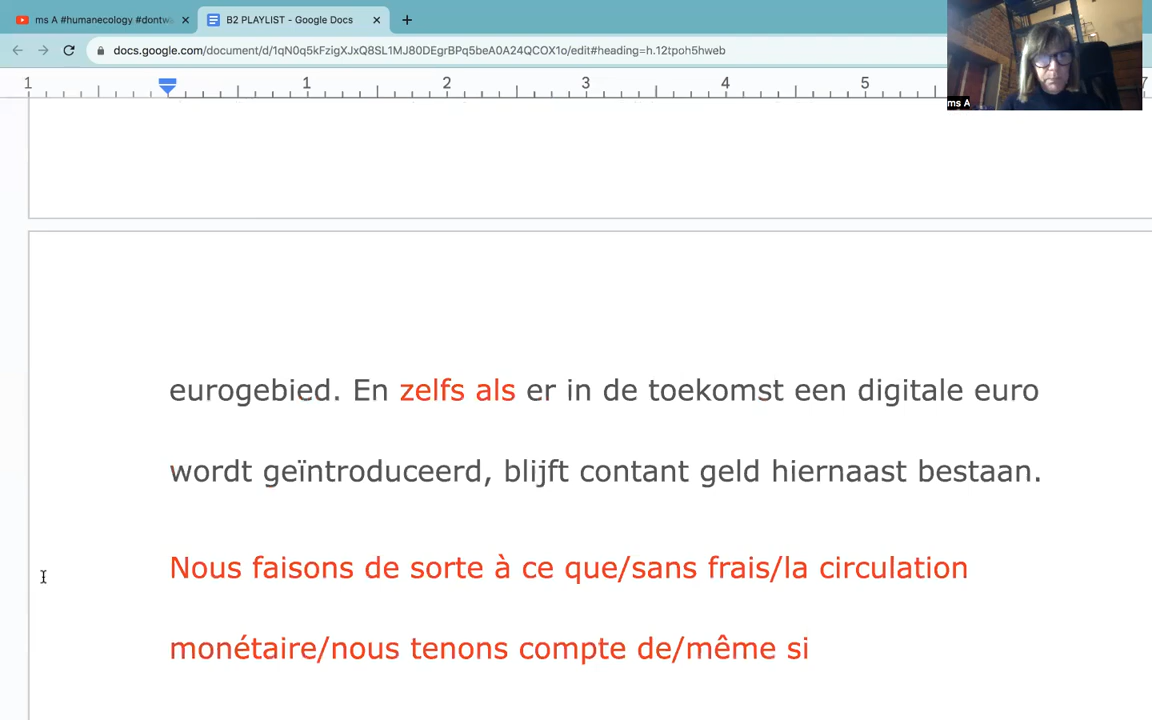 ms A #humanecology #dontw
B2 PLAYLIST - Google Docs
docs.google.com/document/d/1qN0q5kFzigXJxQ8SL1MJ80DEgrBPq5beA0A24QCOX1o/edit#heading=h.12tpoh5hweb
1 1 2 3 4 5 7
ms A
eurogebied. En zelfs als er in de toekomst een digitale euro
wordt geïntroduceerd, blijft contant geld hiernaast bestaan.
Nous faisons de sorte à ce que/sans frais/la circulation
monétaire/nous tenons compte de/même si